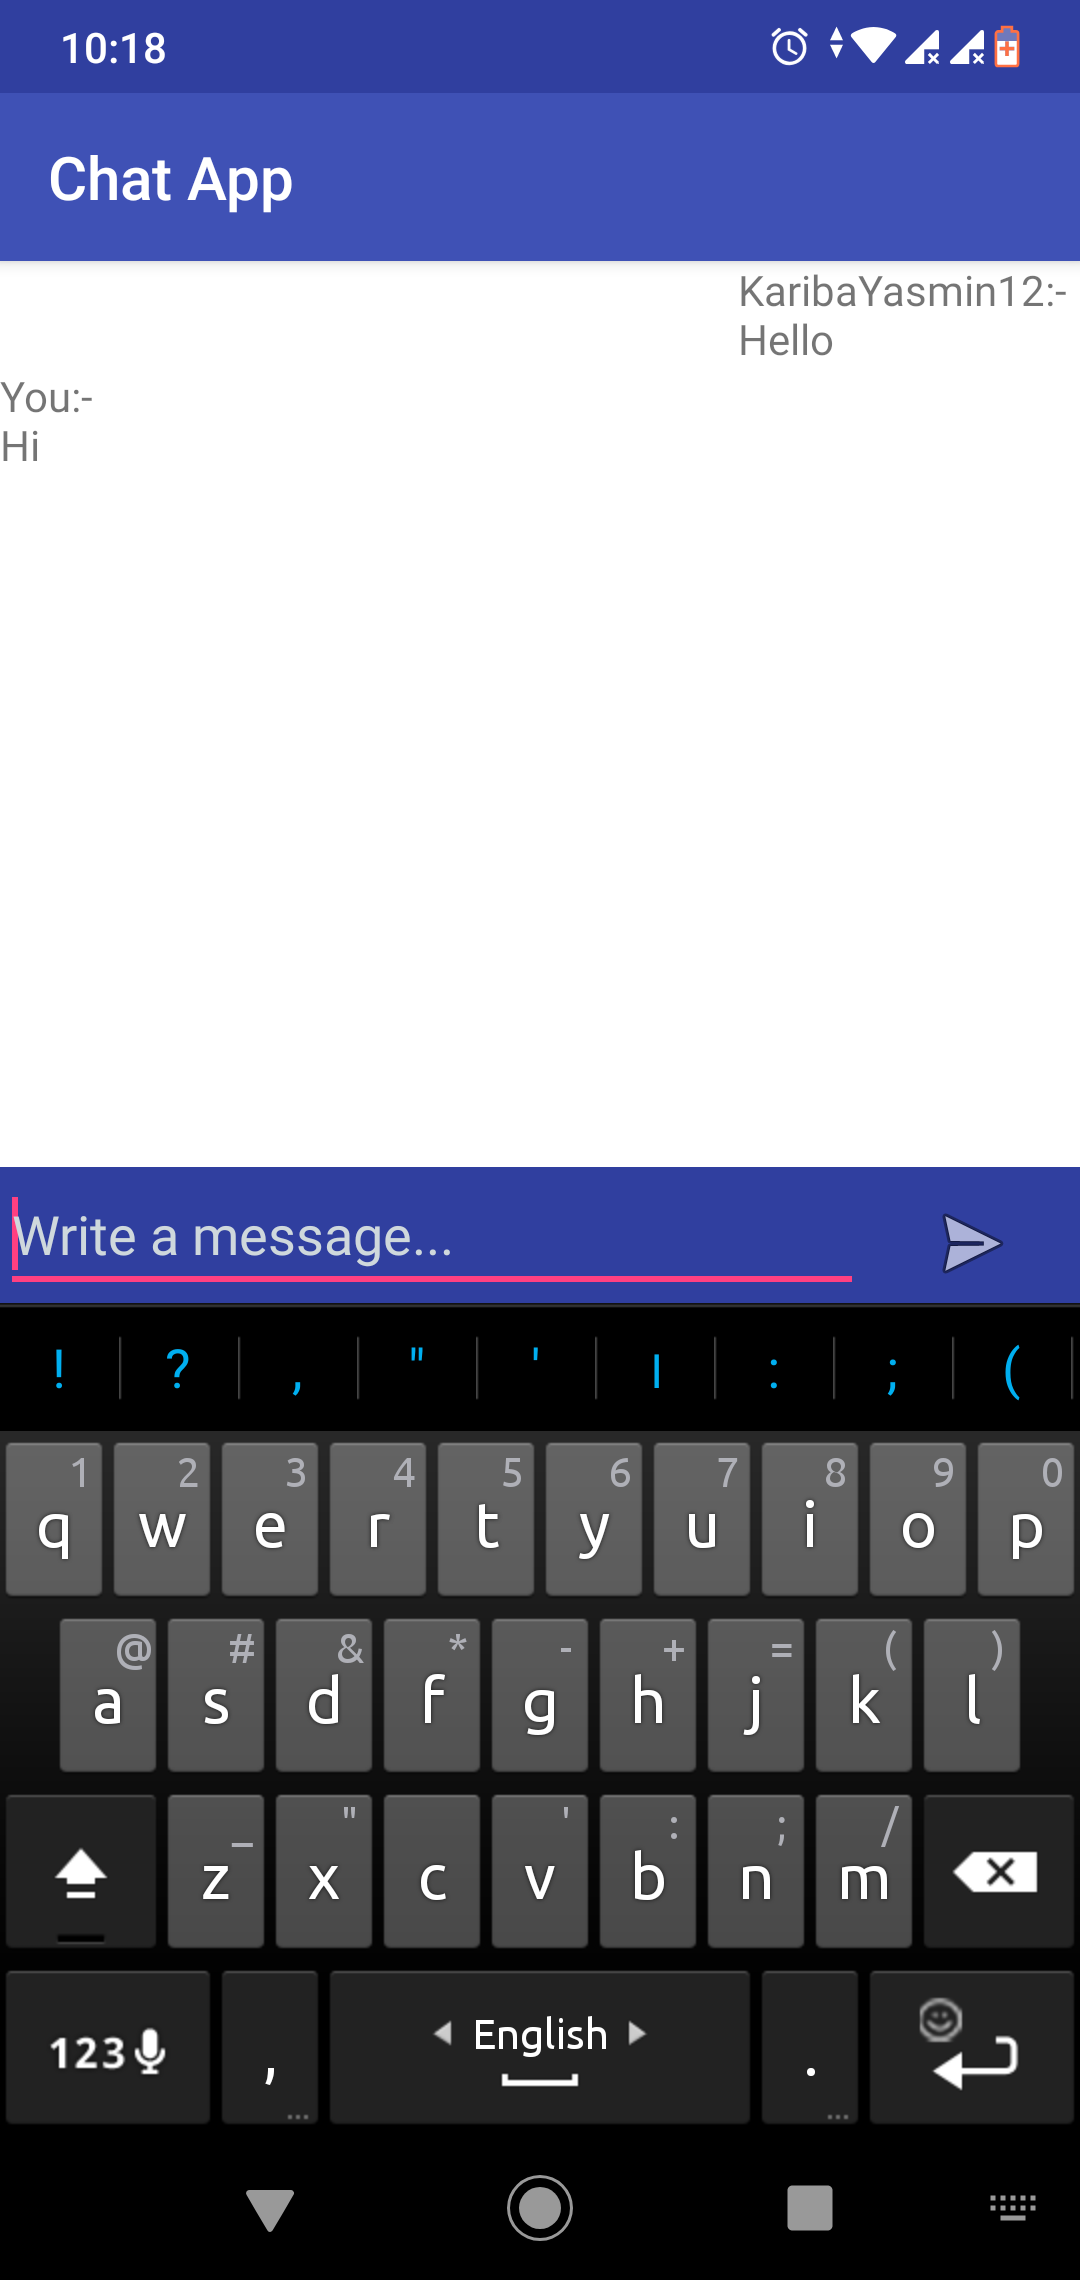 10:18
Chat App
KaribaYasmin12:-
Hello
You:-
Hi
Write a message...
! ? , " ' | : ; (
1 2 3 4 5 6 7 8 9 0
q w e r t y u i o p
@ # & * - + = ( )
a s d f g h j k l
_ " ' : ; /
z x c v b n m
123 , English .